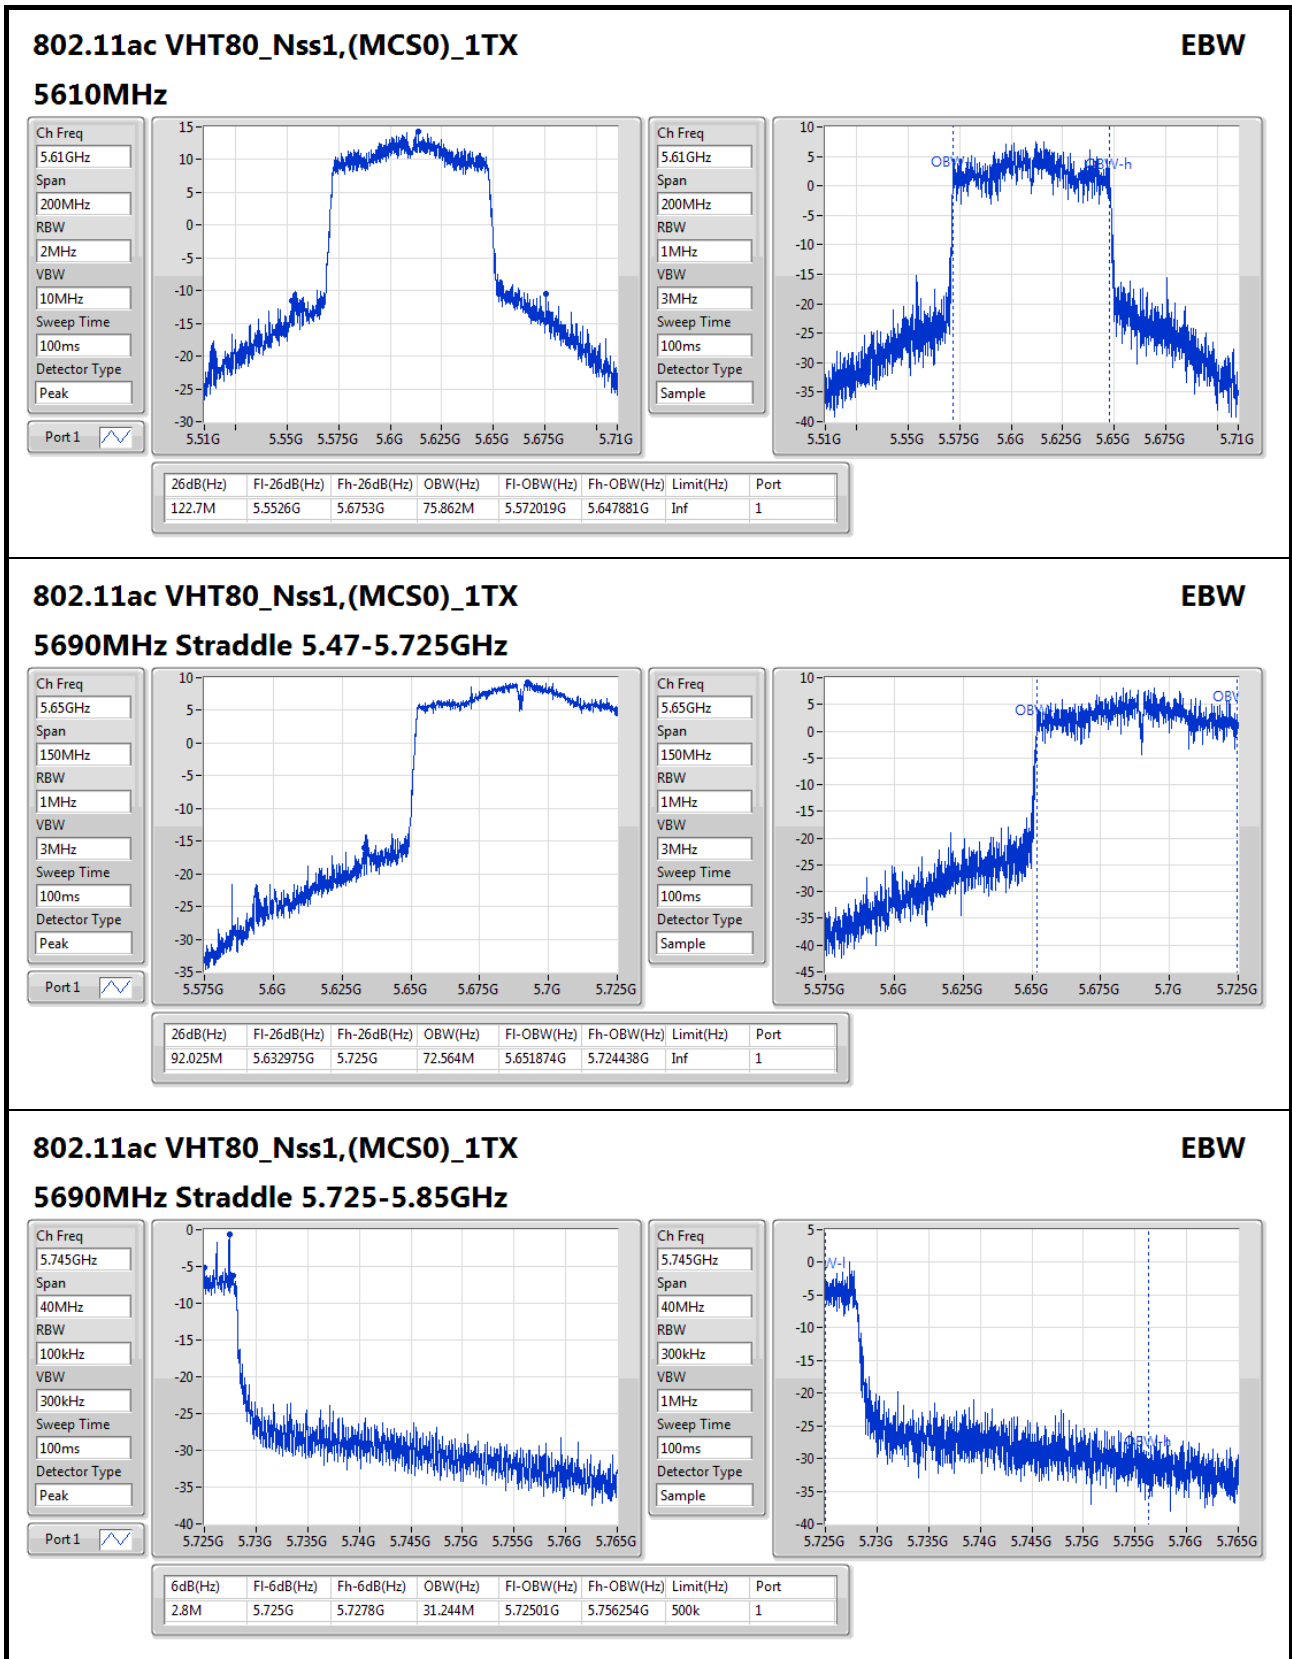 802.11ac VHT80_Nss1,(MCS0)_1TX EBW
5610MHz
Ch Freq
5.61GHz
Span
200MHz
RBW
2MHz
VBW
10MHz
Sweep Time
100ms
Detector Type
Peak
Port 1
15
10
5
0
-5
-10
-15
-20
-25
-30
5.51G 5.55G 5.575G 5.6G 5.625G 5.65G 5.675G 5.71G
Ch Freq
5.61GHz
Span
200MHz
RBW
1MHz
VBW
3MHz
Sweep Time
100ms
Detector Type
Sample
10
5
0
-5
-10
-15
-20
-25
-30
-35
-40
OBW-h
5.51G 5.55G 5.575G 5.6G 5.625G 5.65G 5.675G 5.71G
26dB(Hz) Fl-26dB(Hz) Fh-26dB(Hz) OBW(Hz) Fl-OBW(Hz) Fh-OBW(Hz) Limit(Hz) Port
122.7M 5.5526G 5.6753G 75.862M 5.572019G 5.647881G Inf 1
802.11ac VHT80_Nss1,(MCS0)_1TX EBW
5690MHz Straddle 5.47-5.725GHz
Ch Freq
5.65GHz
Span
150MHz
RBW
1MHz
VBW
3MHz
Sweep Time
100ms
Detector Type
Peak
Port 1
10
5
0
-5
-10
-15
-20
-25
-30
-35
5.575G 5.6G 5.625G 5.65G 5.675G 5.7G 5.725G
Ch Freq
5.65GHz
Span
150MHz
RBW
1MHz
VBW
3MHz
Sweep Time
100ms
Detector Type
Sample
10
5
0
-5
-10
-15
-20
-25
-30
-35
-40
-45
5.575G 5.6G 5.625G 5.65G 5.675G 5.7G 5.725G
26dB(Hz) Fl-26dB(Hz) Fh-26dB(Hz) OBW(Hz) Fl-OBW(Hz) Fh-OBW(Hz) Limit(Hz) Port
92.025M 5.632975G 5.725G 72.564M 5.651874G 5.724438G Inf 1
802.11ac VHT80_Nss1,(MCS0)_1TX EBW
5690MHz Straddle 5.725-5.85GHz
Ch Freq
5.745GHz
Span
40MHz
RBW
100kHz
VBW
300kHz
Sweep Time
100ms
Detector Type
Peak
Port 1
0
-5
-10
-15
-20
-25
-30
-35
-40
5.725G 5.73G 5.735G 5.74G 5.745G 5.75G 5.755G 5.76G 5.765G
Ch Freq
5.745GHz
Span
40MHz
RBW
300kHz
VBW
1MHz
Sweep Time
100ms
Detector Type
Sample
5
0
-5
-10
-15
-20
-25
-30
-35
-40
W-l
OBW-h
5.725G 5.73G 5.735G 5.74G 5.745G 5.75G 5.755G 5.76G 5.765G
6dB(Hz) Fl-6dB(Hz) Fh-6dB(Hz) OBW(Hz) Fl-OBW(Hz) Fh-OBW(Hz) Limit(Hz) Port
2.8M 5.725G 5.7278G 31.244M 5.72501G 5.756254G 500k 1